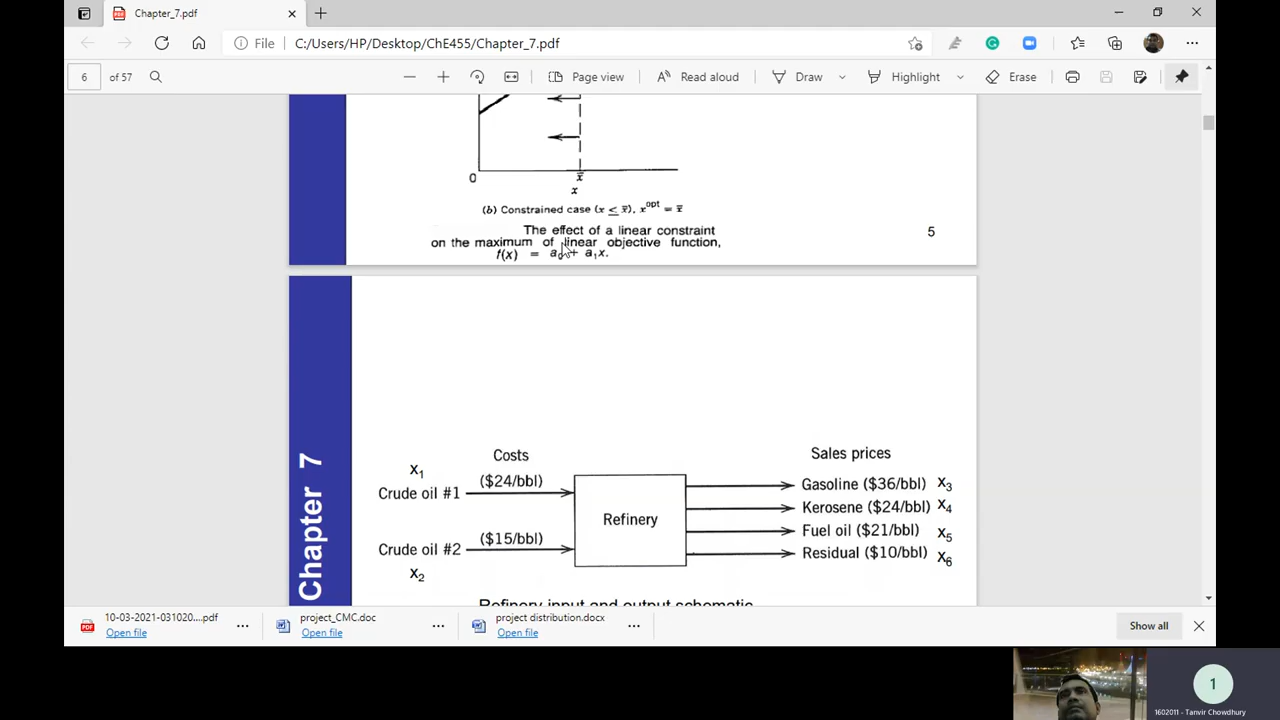 Chapter_7.pdf
File
C:/Users/HP/Desktop/ChE455/Chapter_7.pdf
6 of 57
Page view
Read aloud
Draw
Highlight
Erase
0
x̄
x
(b) Constrained case (x ≤ x̄), x^opt = x̄
The effect of a linear constraint
on the maximum of linear objective function,
f(x) = a₀ + a₁x.
5
Chapter 7
Costs
Sales prices
x₁
($24/bbl)
Crude oil #1
Gasoline ($36/bbl) x₃
Kerosene ($24/bbl) x₄
Refinery
Fuel oil ($21/bbl) x₅
($15/bbl)
Crude oil #2
Residual ($10/bbl) x₆
x₂
Refinery input and output schematic
10-03-2021-031020....pdf
Open file
project_CMC.doc
Open file
project distribution.docx
Open file
Show all
1
1602011 - Tanvir Chowdhury